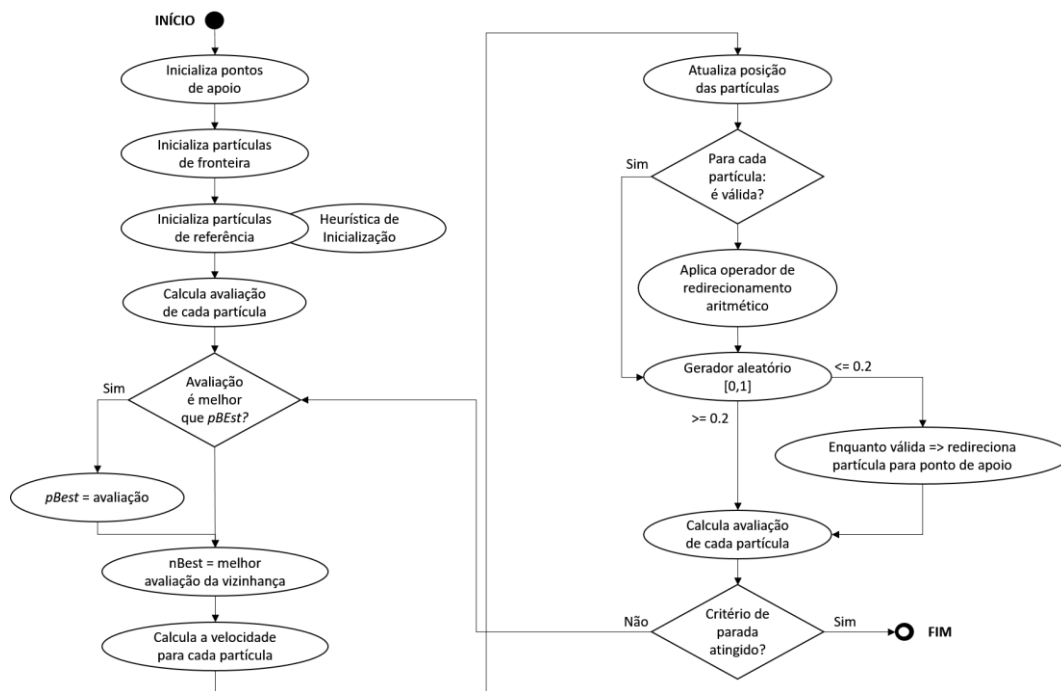 INÍCIO
Inicializa pontos
de apoio
Inicializa partículas
de fronteira
Inicializa partículas
de referência
Heurística de
Inicialização
Calcula avaliação
de cada partícula
Sim
Avaliação
é melhor
que pBEst?
pBest = avaliação
nBest = melhor
avaliação da vizinhança
Calcula a velocidade
para cada partícula
Atualiza posição
das partículas
Sim
Para cada
partícula:
é válida?
Aplica operador de
redirecionamento
aritmético
Gerador aleatório
[0,1]
<= 0.2
>= 0.2
Enquanto válida => redireciona
partícula para ponto de apoio
Calcula avaliação
de cada partícula
Não
Critério de
parada
atingido?
Sim
FIM